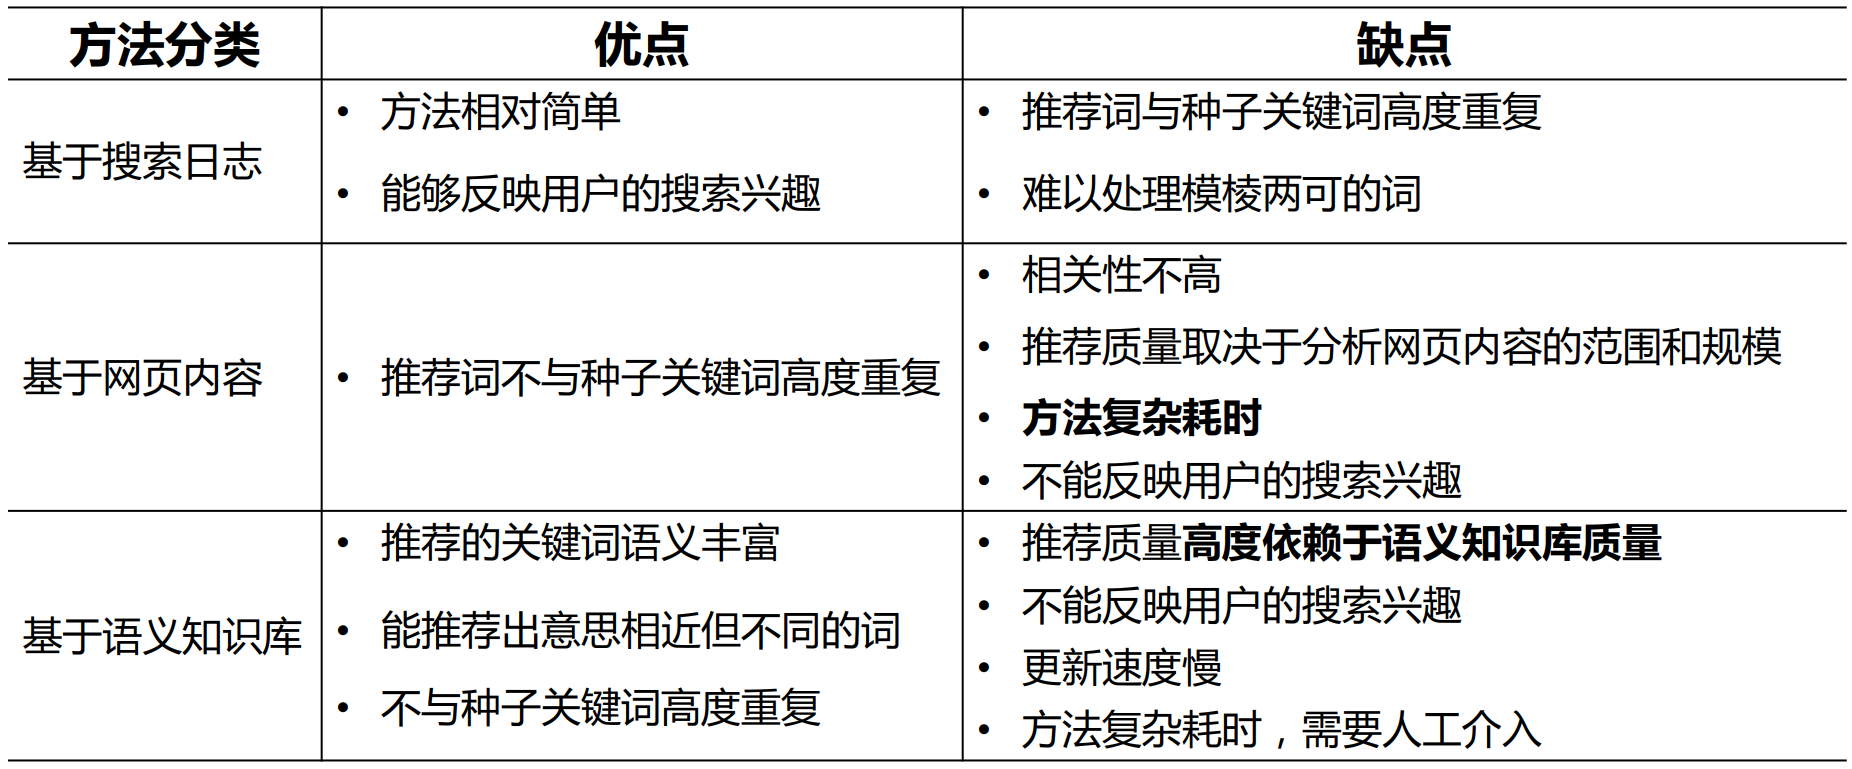 方法分类 优点 缺点
基于搜索日志
• 方法相对简单
• 能够反映用户的搜索兴趣
• 推荐词与种子关键词高度重复
• 难以处理模棱两可的词
基于网页内容
• 推荐词不与种子关键词高度重复
• 相关性不高
• 推荐质量取决于分析网页内容的范围和规模
• 方法复杂耗时
• 不能反映用户的搜索兴趣
基于语义知识库
• 推荐的关键词语义丰富
• 能推荐出意思相近但不同的词
• 不与种子关键词高度重复
• 推荐质量高度依赖于语义知识库质量
• 不能反映用户的搜索兴趣
• 更新速度慢
• 方法复杂耗时，需要人工介入